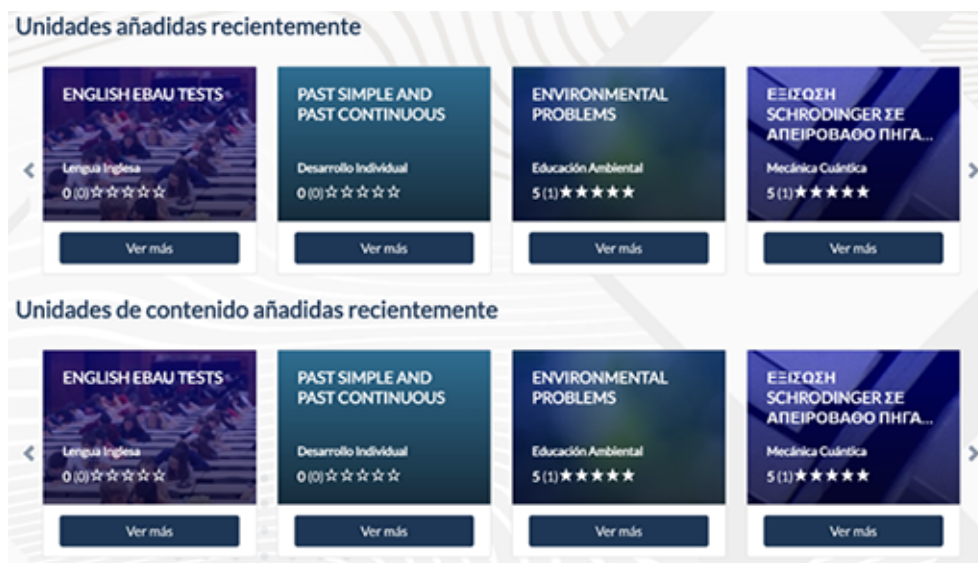 Unidades añadidas recientemente
ENGLISH EBAU TESTS
PAST SIMPLE AND
PAST CONTINUOUS
ENVIRONMENTAL
PROBLEMS
ΕΞΙΣΩΣΗ
SCHRODINGER ΣΕ
ΑΠΕΙΡΟΒΑΘΟ ΠΗΓΑ...
Lengua Inglesa
Desarrollo Individual
Educación Ambiental
Mecánica Cuántica
0 (0)☆☆☆☆☆
0 (0)☆☆☆☆☆
5 (1)★★★★★
5 (1)★★★★★
Ver más
Ver más
Ver más
Ver más
Unidades de contenido añadidas recientemente
ENGLISH EBAU TESTS
PAST SIMPLE AND
PAST CONTINUOUS
ENVIRONMENTAL
PROBLEMS
ΕΞΙΣΩΣΗ
SCHRODINGER ΣΕ
ΑΠΕΙΡΟΒΑΘΟ ΠΗΓΑ...
Lengua Inglesa
Desarrollo Individual
Educación Ambiental
Mecánica Cuántica
0 (0)☆☆☆☆☆
0 (0)☆☆☆☆☆
5 (1)★★★★★
5 (1)★★★★★
Ver más
Ver más
Ver más
Ver más